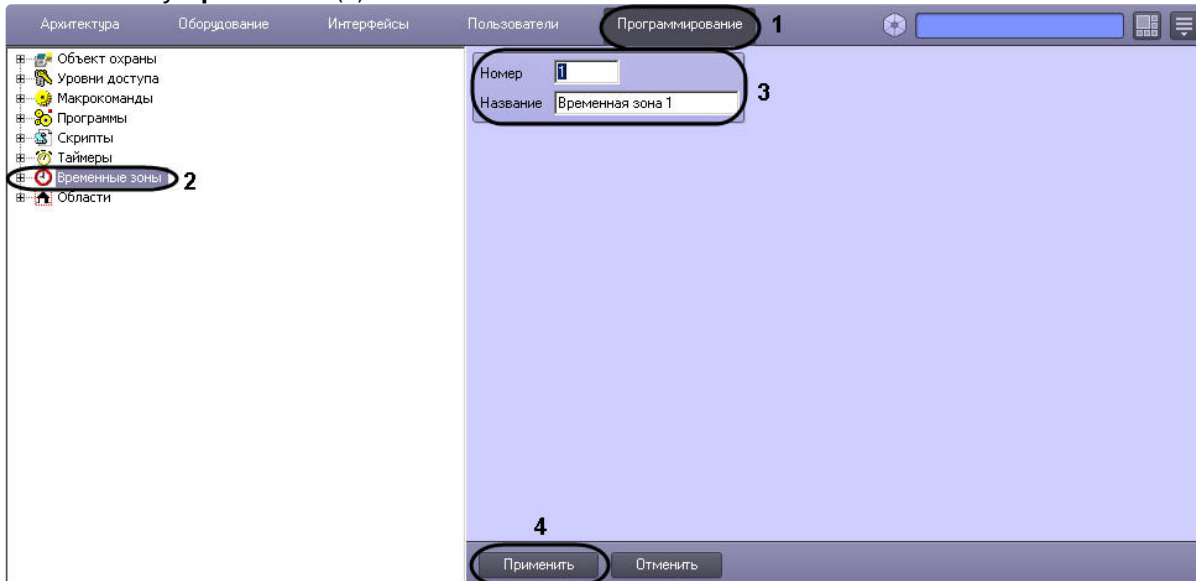 Архитектура Оборудование Интерфейсы Пользователи Программирование 1
Объект охраны
Уровни доступа
Макрокоманды
Программы
Скрипты
Таймеры
Временные зоны 2
Области
Номер 1
Название Временная зона 1
3
4
Применить Отменить